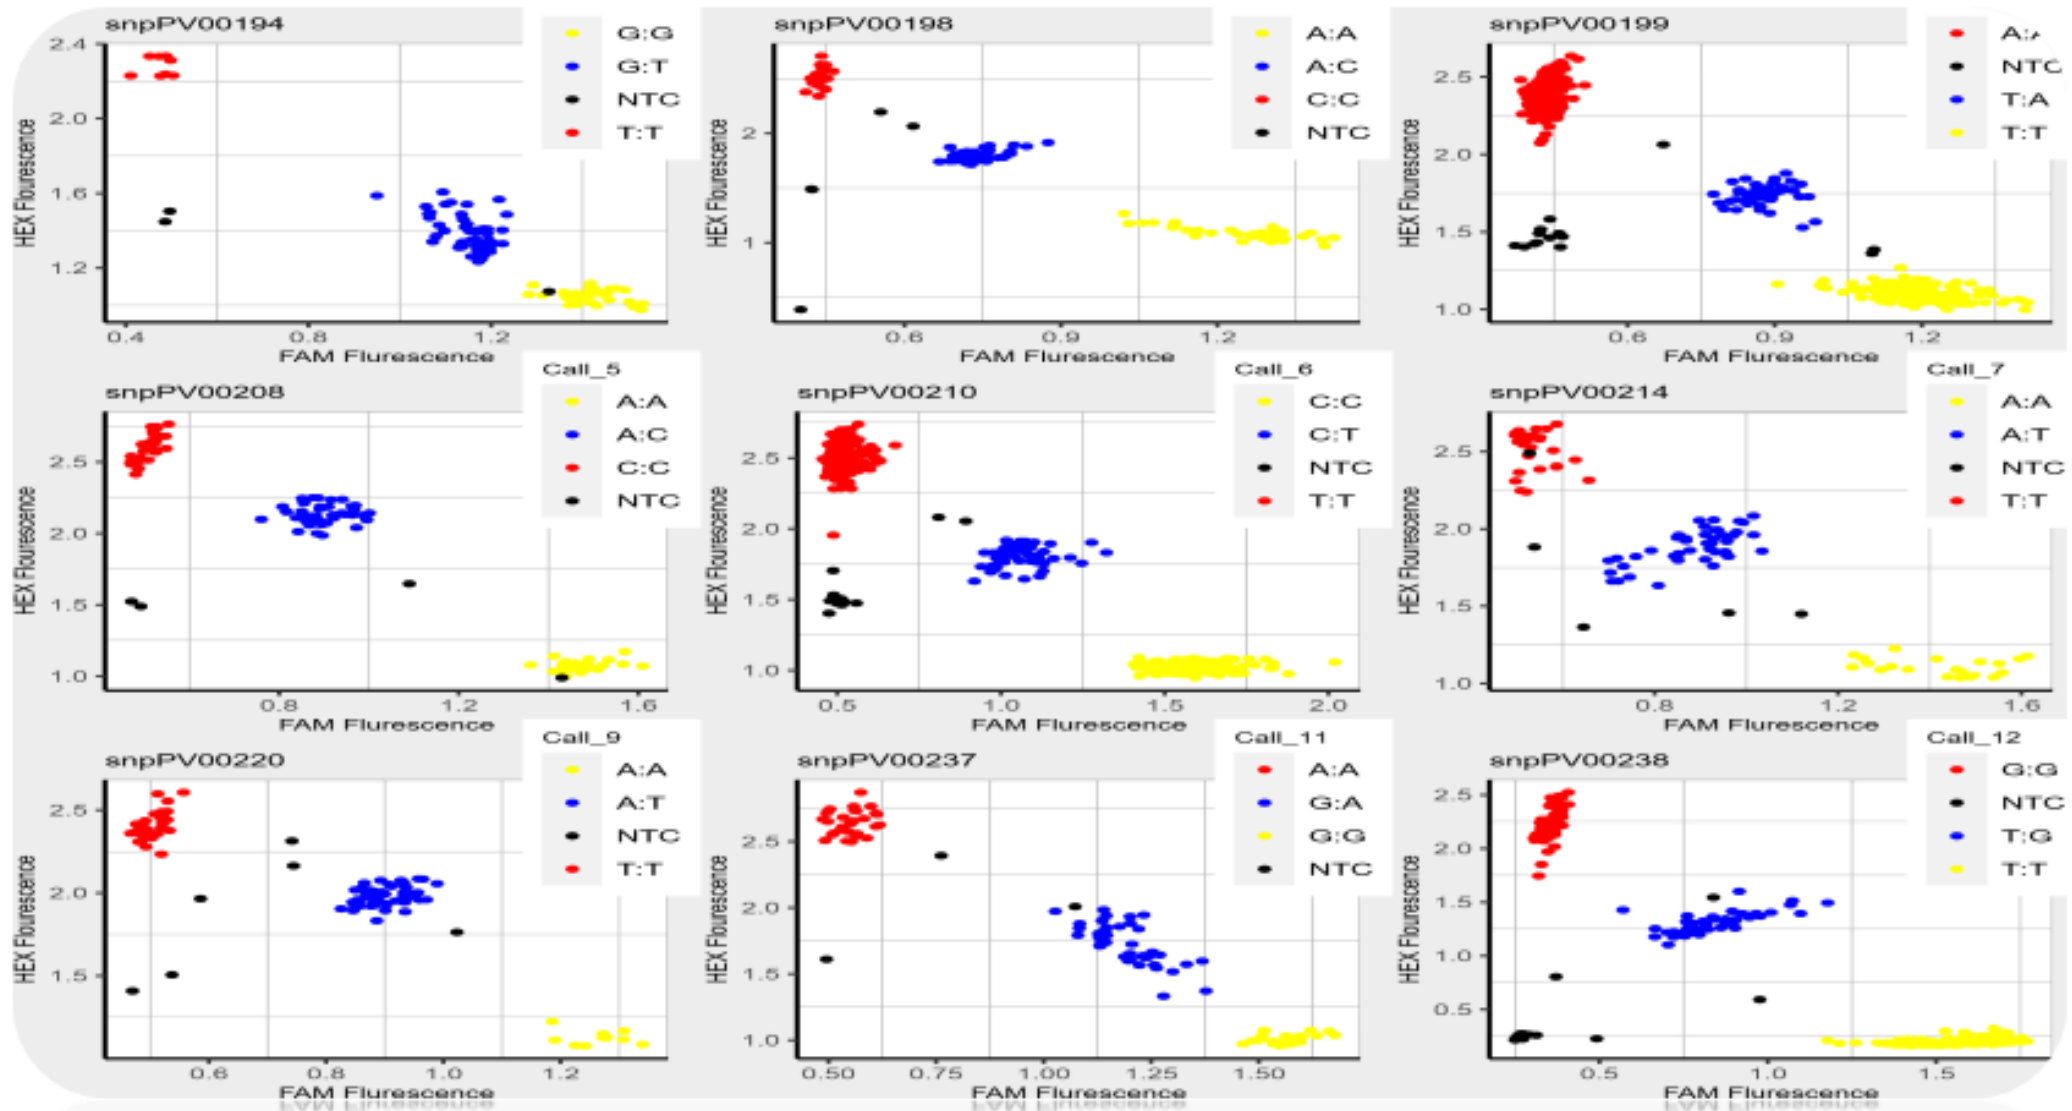 snpPV00194
G:G
G:T
NTC
T:T
2.4
2.0
1.6
1.2
HEX Flourescence
0.4 0.8 1.2
FAM Flurescence
snpPV00198
A:A
A:C
C:C
NTC
2
1
HEX Flourescence
0.6 0.9 1.2
FAM Flurescence
snpPV00199
A:A
NTC
T:A
T:T
2.5
2.0
1.5
1.0
HEX Flourescence
0.6 0.9 1.2
FAM Flurescence
snpPV00208
Call_5
A:A
A:C
C:C
NTC
2.5
2.0
1.5
1.0
HEX Flourescence
0.8 1.2 1.6
FAM Flurescence
snpPV00210
Call_6
C:C
C:T
NTC
T:T
2.5
2.0
1.5
1.0
HEX Flourescence
0.5 1.0 1.5 2.0
FAM Flurescence
snpPV00214
Call_7
A:A
A:T
NTC
T:T
2.5
2.0
1.5
1.0
HEX Flourescence
0.8 1.2 1.6
FAM Flurescence
snpPV00220
Call_9
A:A
A:T
NTC
T:T
2.5
2.0
1.5
HEX Flourescence
0.6 0.8 1.0 1.2
FAM Flurescence
snpPV00237
Call_11
A:A
G:A
G:G
NTC
2.5
2.0
1.5
1.0
HEX Flourescence
0.50 0.75 1.00 1.25 1.50
FAM Flurescence
snpPV00238
Call_12
G:G
NTC
T:G
T:T
2.5
2.0
1.5
1.0
0.5
HEX Flourescence
0.5 1.0 1.5
FAM Flurescence